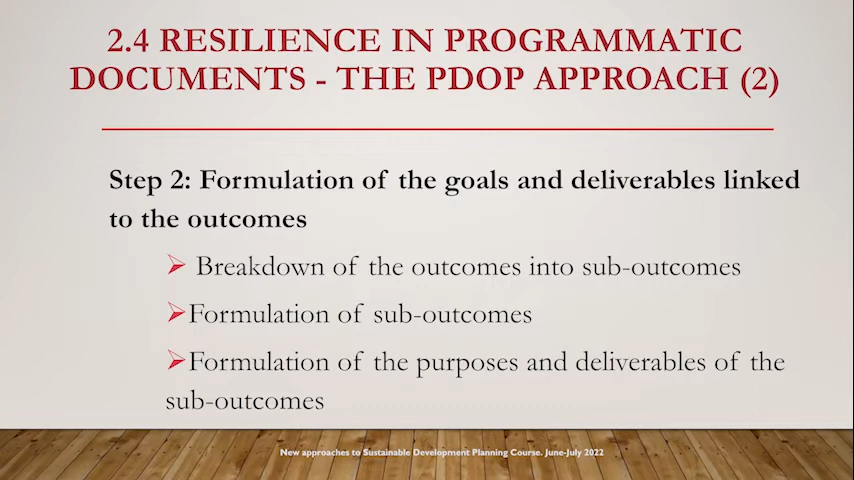 2.4 RESILIENCE IN PROGRAMMATIC
DOCUMENTS - THE PDOP APPROACH (2)
Step 2: Formulation of the goals and deliverables linked
to the outcomes
Breakdown of the outcomes into sub-outcomes
Formulation of sub-outcomes
Formulation of the purposes and deliverables of the
sub-outcomes
New approaches to Sustainable Development Planning Course. June-July 2022